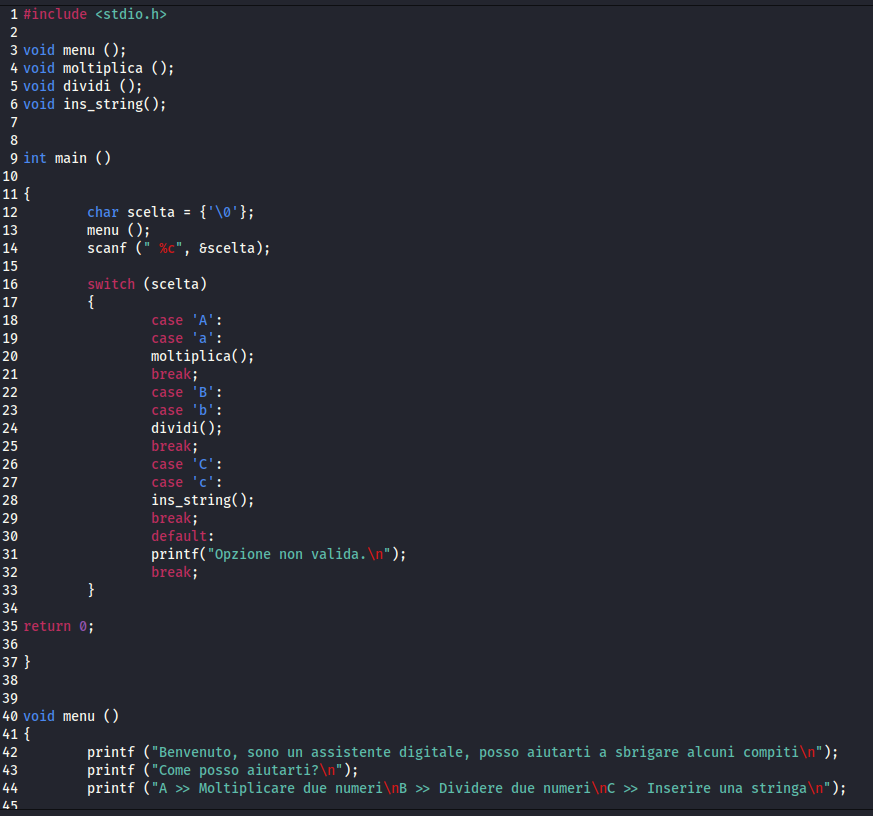 1 #include <stdio.h>
2
3 void menu ();
4 void moltiplica ();
5 void dividi ();
6 void ins_string();
7
8
9 int main ()
10
11 {
12         char scelta = {'\0'};
13         menu ();
14         scanf (" %c", &scelta);
15
16         switch (scelta)
17         {
18                 case 'A':
19                 case 'a':
20                 moltiplica();
21                 break;
22                 case 'B':
23                 case 'b':
24                 dividi();
25                 break;
26                 case 'C':
27                 case 'c':
28                 ins_string();
29                 break;
30                 default:
31                 printf("Opzione non valida.\n");
32                 break;
33         }
34
35 return 0;
36
37 }
38
39
40 void menu ()
41 {
42         printf ("Benvenuto, sono un assistente digitale, posso aiutarti a sbrigare alcuni compiti\n");
43         printf ("Come posso aiutarti?\n");
44         printf ("A >> Moltiplicare due numeri\nB >> Dividere due numeri\nC >> Inserire una stringa\n");
45